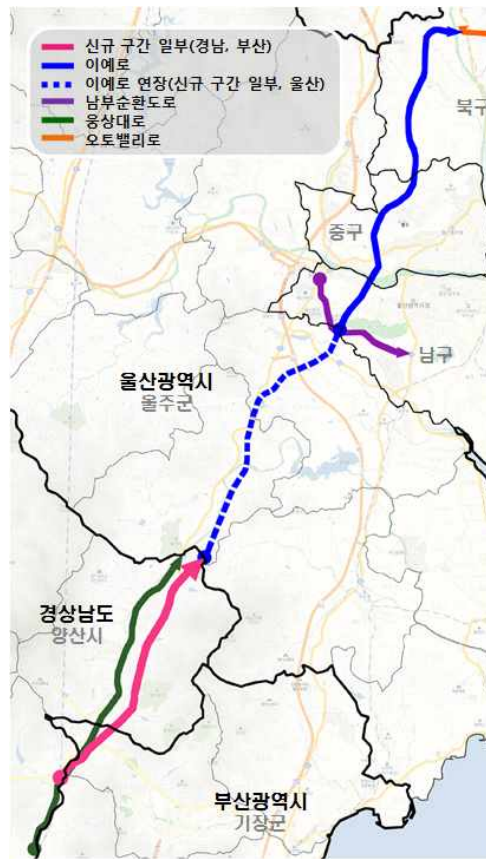 신규 구간 일부(경남, 부산)
이예로
이예로 연장(신규 구간 일부, 울산)
남부순환도로
웅상대로
오토밸리로
북구
중구
남구
울산광역시
울주군
경상남도
양산시
부산광역시
기장군